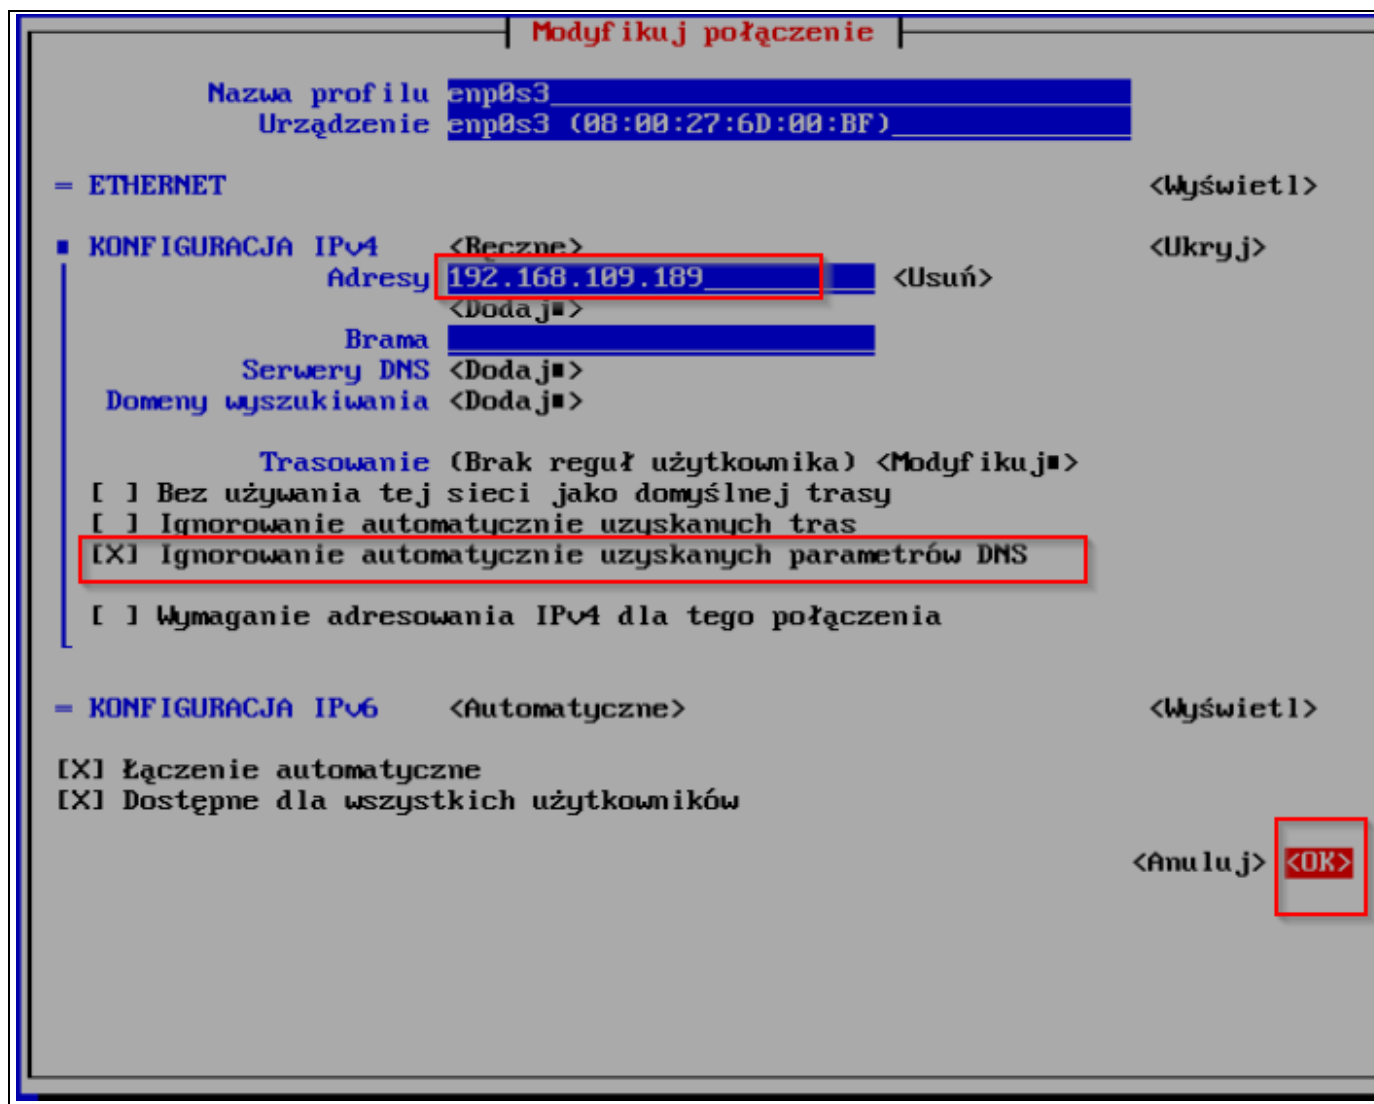 Modyfikuj połączenie
Nazwa profilu enp0s3
Urządzenie enp0s3 (08:00:27:6D:00:BF)
= ETHERNET <Wyświetl>
■ KONFIGURACJA IPv4 <Ręczne> <Ukryj>
Adresy 192.168.109.189 <Usuń>
<Dodaj■>
Brama
Serwery DNS <Dodaj■>
Domeny wyszukiwania <Dodaj■>
Trasowanie (Brak reguł użytkownika) <Modyfikuj■>
[ ] Bez używania tej sieci jako domyślnej trasy
[ ] Ignorowanie automatycznie uzyskanych tras
[X] Ignorowanie automatycznie uzyskanych parametrów DNS
[ ] Wymaganie adresowania IPv4 dla tego połączenia
= KONFIGURACJA IPv6 <Automatyczne> <Wyświetl>
[X] Łączenie automatyczne
[X] Dostępne dla wszystkich użytkowników
<Anuluj> <OK>